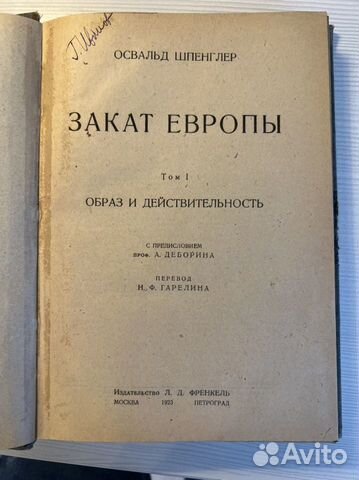 ОСВАЛЬД ШПЕНГЛЕР
ЗАКАТ ЕВРОПЫ
Том I
ОБРАЗ И ДЕЙСТВИТЕЛЬНОСТЬ
С ПРЕДИСЛОВИЕМ
ПРОФ. А. ДЕБОРИНА
ПЕРЕВОД
Н. Ф. ГАРЕЛИНА
Издательство Л. Д. ФРЕНКЕЛЬ
МОСКВА 1923 ПЕТРОГРАД
Avito